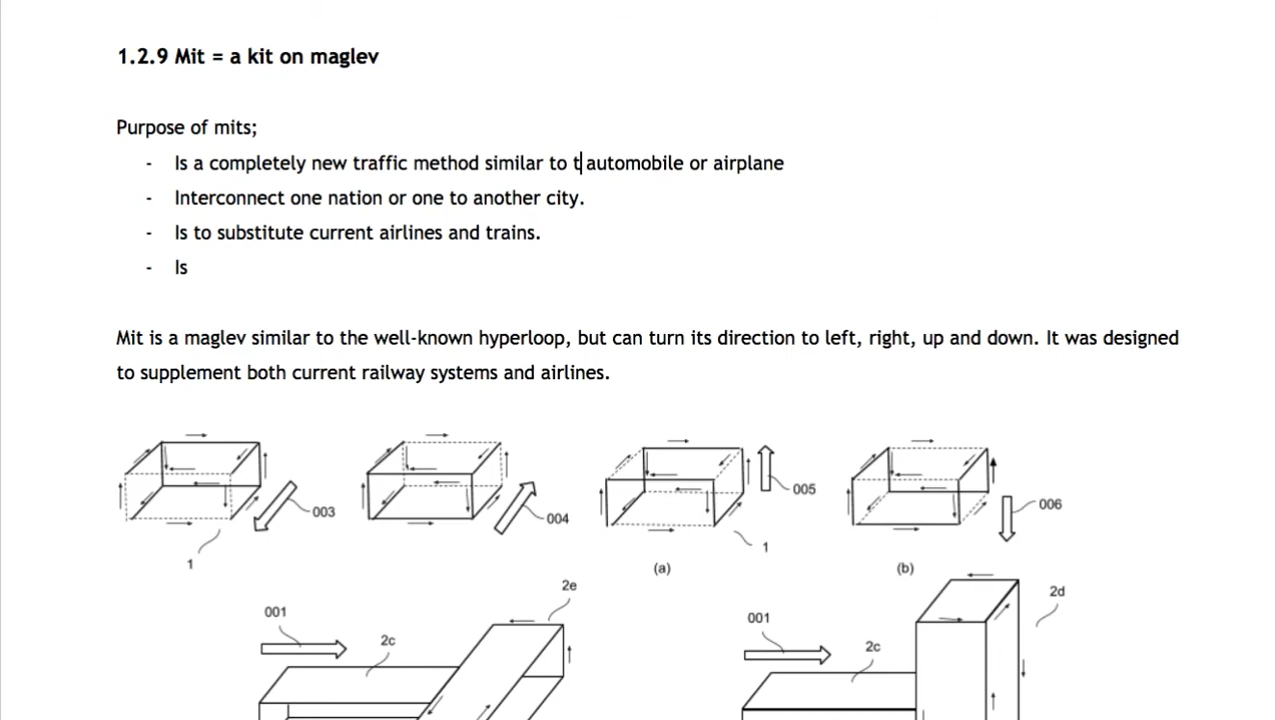 1.2.9 Mit = a kit on maglev
Purpose of mits;
- Is a completely new traffic method similar to t automobile or airplane
- Interconnect one nation or one to another city.
- Is to substitute current airlines and trains.
- Is
Mit is a maglev similar to the well-known hyperloop, but can turn its direction to left, right, up and down. It was designed
to supplement both current railway systems and airlines.
003
004
005
006
1
1
(a)
(b)
2e
2d
001
001
2c
2c